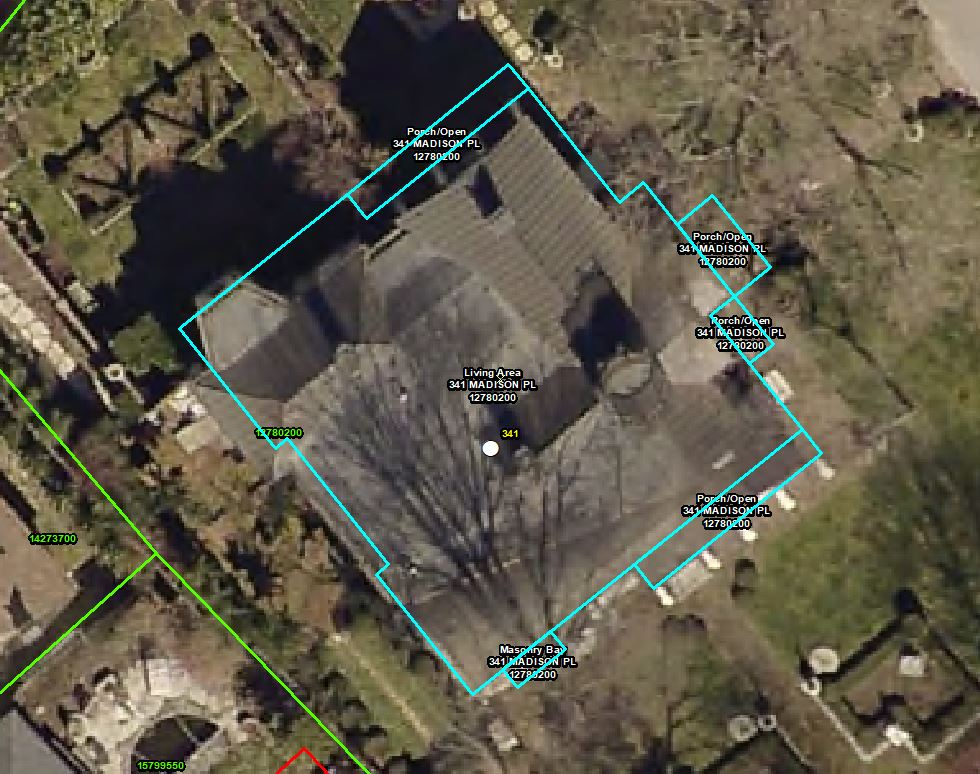 Porch/Open
341 MADISON PL
12780200
Porch/Open
341 MADISON PL
12780200
Porch/Open
341 MADISON PL
12780200
Living Area
341 MADISON PL
12780200
12780200
341
Porch/Open
341 MADISON PL
12780200
14273700
Masonry Bay
341 MADISON PL
12780200
15799550